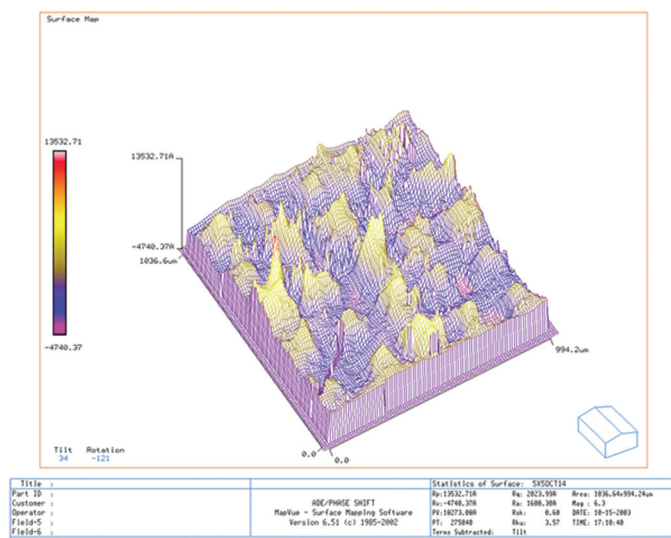 Surface Map
13532.71
13532.71A
-4740.37A
1036.6um
-4740.37
994.2um
Tilt Rotation
34 -121
0.0
0.0
Title :
Part ID :
Customer :
Operator :
Field-5 :
Field-6 :
ADE/PHASE SHIFT
MapVue - Surface Mapping Software
Version 6.51 (c) 1985-2002
Statistics of Surface: 5X5OCT14
Rp:13532.71A Rq: 2023.99A Area: 1036.64x994.24um
Rv:-4740.37A Ra: 1608.30A Mag : 6.3
PV:18273.08A Rsk: 0.60 DATE: 10-15-2003
PT: 275040 Rku: 3.57 TIME: 17:10:40
Terms Subtracted: Tilt